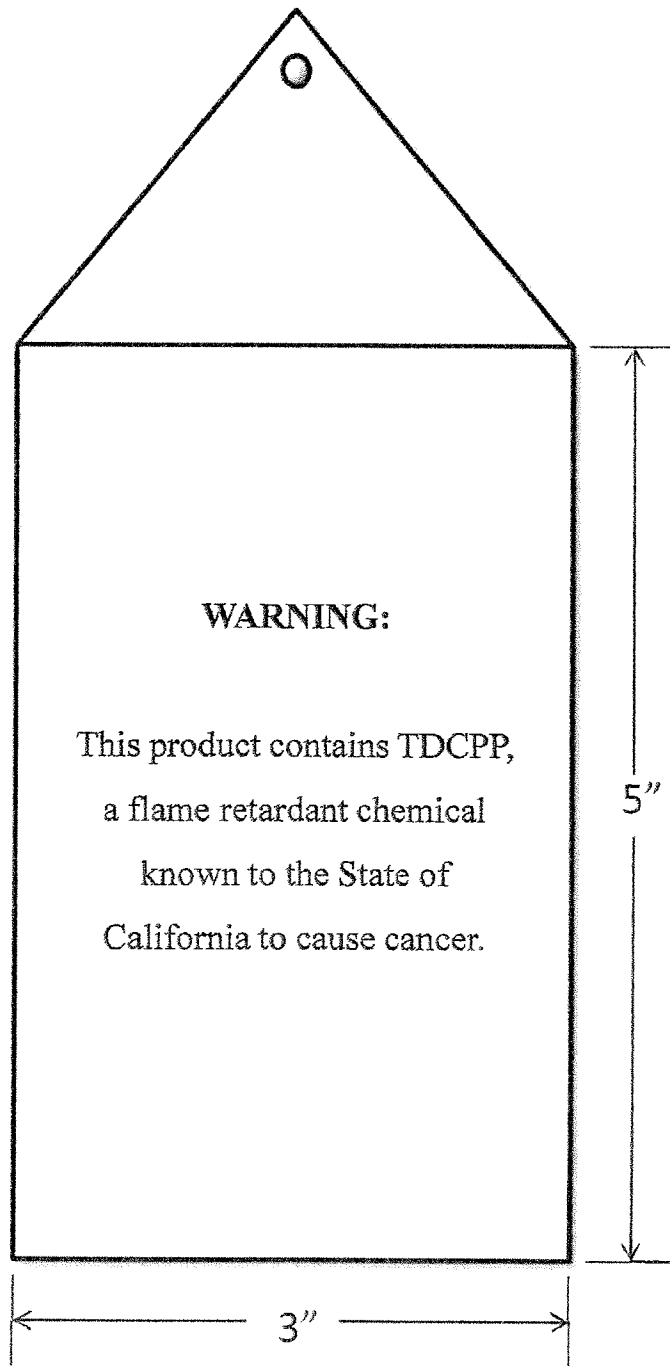 WARNING:
This product contains TDCPP,
a flame retardant chemical
known to the State of
California to cause cancer.
5”
3”